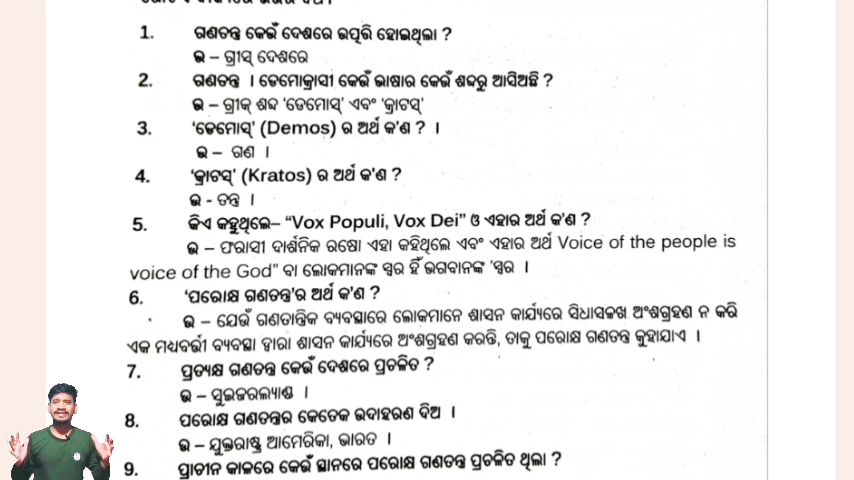 1. ଗଣତନ୍ତ୍ର କେଉଁ ଦେଶରେ ଉତ୍ପତ୍ତି ହୋଇଥିଲା ?
ଉ – ଗ୍ରୀସ୍ ଦେଶରେ
2. ଗଣତନ୍ତ୍ର । ଡେମୋକ୍ରାସୀ କେଉଁ ଭାଷାର କେଉଁ ଶବ୍ଦରୁ ଆସିଅଛି ?
ଉ – ଗ୍ରୀକ୍ ଶବ୍ଦ 'ଡେମୋସ୍' ଏବଂ 'କ୍ରାଟସ୍'
3. 'ଡେମୋସ୍' (Demos) ର ଅର୍ଥ କ'ଣ ? ।
ଉ – ଗଣ ।
4. 'କ୍ରାଟସ୍' (Kratos) ର ଅର୍ଥ କ'ଣ ?
ଉ - ତନ୍ତ୍ର ।
5. କିଏ କହୁଥିଲେ– "Vox Populi, Vox Dei" ଓ ଏହାର ଅର୍ଥ କ'ଣ ?
ଉ – ଫରାସୀ ଦାର୍ଶନିକ ରଷୋ ଏହା କହିଥିଲେ ଏବଂ ଏହାର ଅର୍ଥ Voice of the people is
voice of the God" ବା ଲୋକମାନଙ୍କ ସ୍ୱର ହିଁ ଭଗବାନଙ୍କ 'ସ୍ୱର ।
6. 'ପରୋକ୍ଷ ଗଣତନ୍ତ୍ର'ର ଅର୍ଥ କ'ଣ ?
ଉ – ଯେଉଁ ଗଣତାନ୍ତ୍ରିକ ବ୍ୟବସ୍ଥାରେ ଲୋକମାନେ ଶାସନ କାର୍ଯ୍ୟରେ ସିଧାସଳଖ ଅଂଶଗ୍ରହଣ ନ କରି
ଏକ ମଧ୍ୟବର୍ତ୍ତୀ ବ୍ୟବସ୍ଥା ଦ୍ୱାରା ଶାସନ କାର୍ଯ୍ୟରେ ଅଂଶଗ୍ରହଣ କରନ୍ତି, ତାକୁ ପରୋକ୍ଷ ଗଣତନ୍ତ୍ର କୁହାଯାଏ ।
7. ପ୍ରତ୍ୟକ୍ଷ ଗଣତନ୍ତ୍ର କେଉଁ ଦେଶରେ ପ୍ରଚଳିତ ?
ଉ – ସୁଇଜରଲ୍ୟାଣ୍ଡ ।
8. ପରୋକ୍ଷ ଗଣତନ୍ତ୍ରର କେତେକ ଉଦାହରଣ ଦିଅ ।
ଉ – ଯୁକ୍ତରାଷ୍ଟ୍ର ଆମେରିକା, ଭାରତ ।
9. ପ୍ରାଚୀନ କାଳରେ କେଉଁ ସ୍ଥାନରେ ପରୋକ୍ଷ ଗଣତନ୍ତ୍ର ପ୍ରଚଳିତ ଥିଲା ?